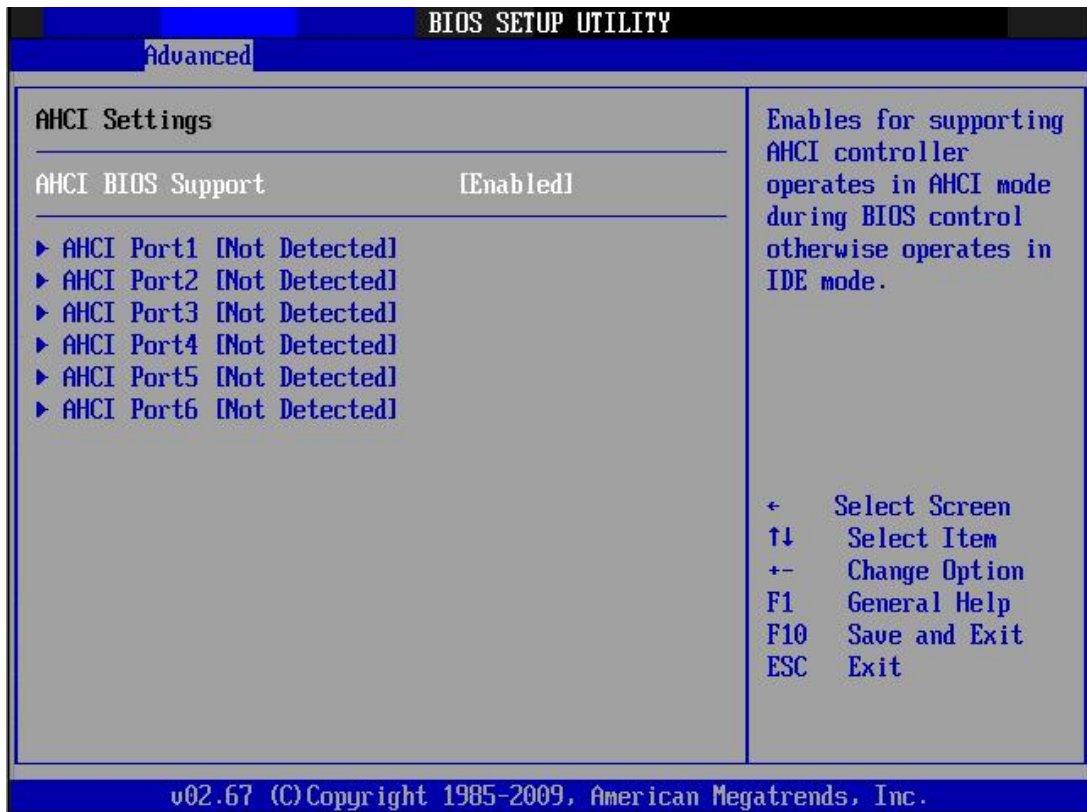 BIOS SETUP UTILITY
Advanced
AHCI Settings
AHCI BIOS Support [Enabled]
▶ AHCI Port1 [Not Detected]
▶ AHCI Port2 [Not Detected]
▶ AHCI Port3 [Not Detected]
▶ AHCI Port4 [Not Detected]
▶ AHCI Port5 [Not Detected]
▶ AHCI Port6 [Not Detected]
Enables for supporting
AHCI controller
operates in AHCI mode
during BIOS control
otherwise operates in
IDE mode.
← Select Screen
↑↓ Select Item
+- Change Option
F1 General Help
F10 Save and Exit
ESC Exit
v02.67 (C)Copyright 1985-2009, American Megatrends, Inc.